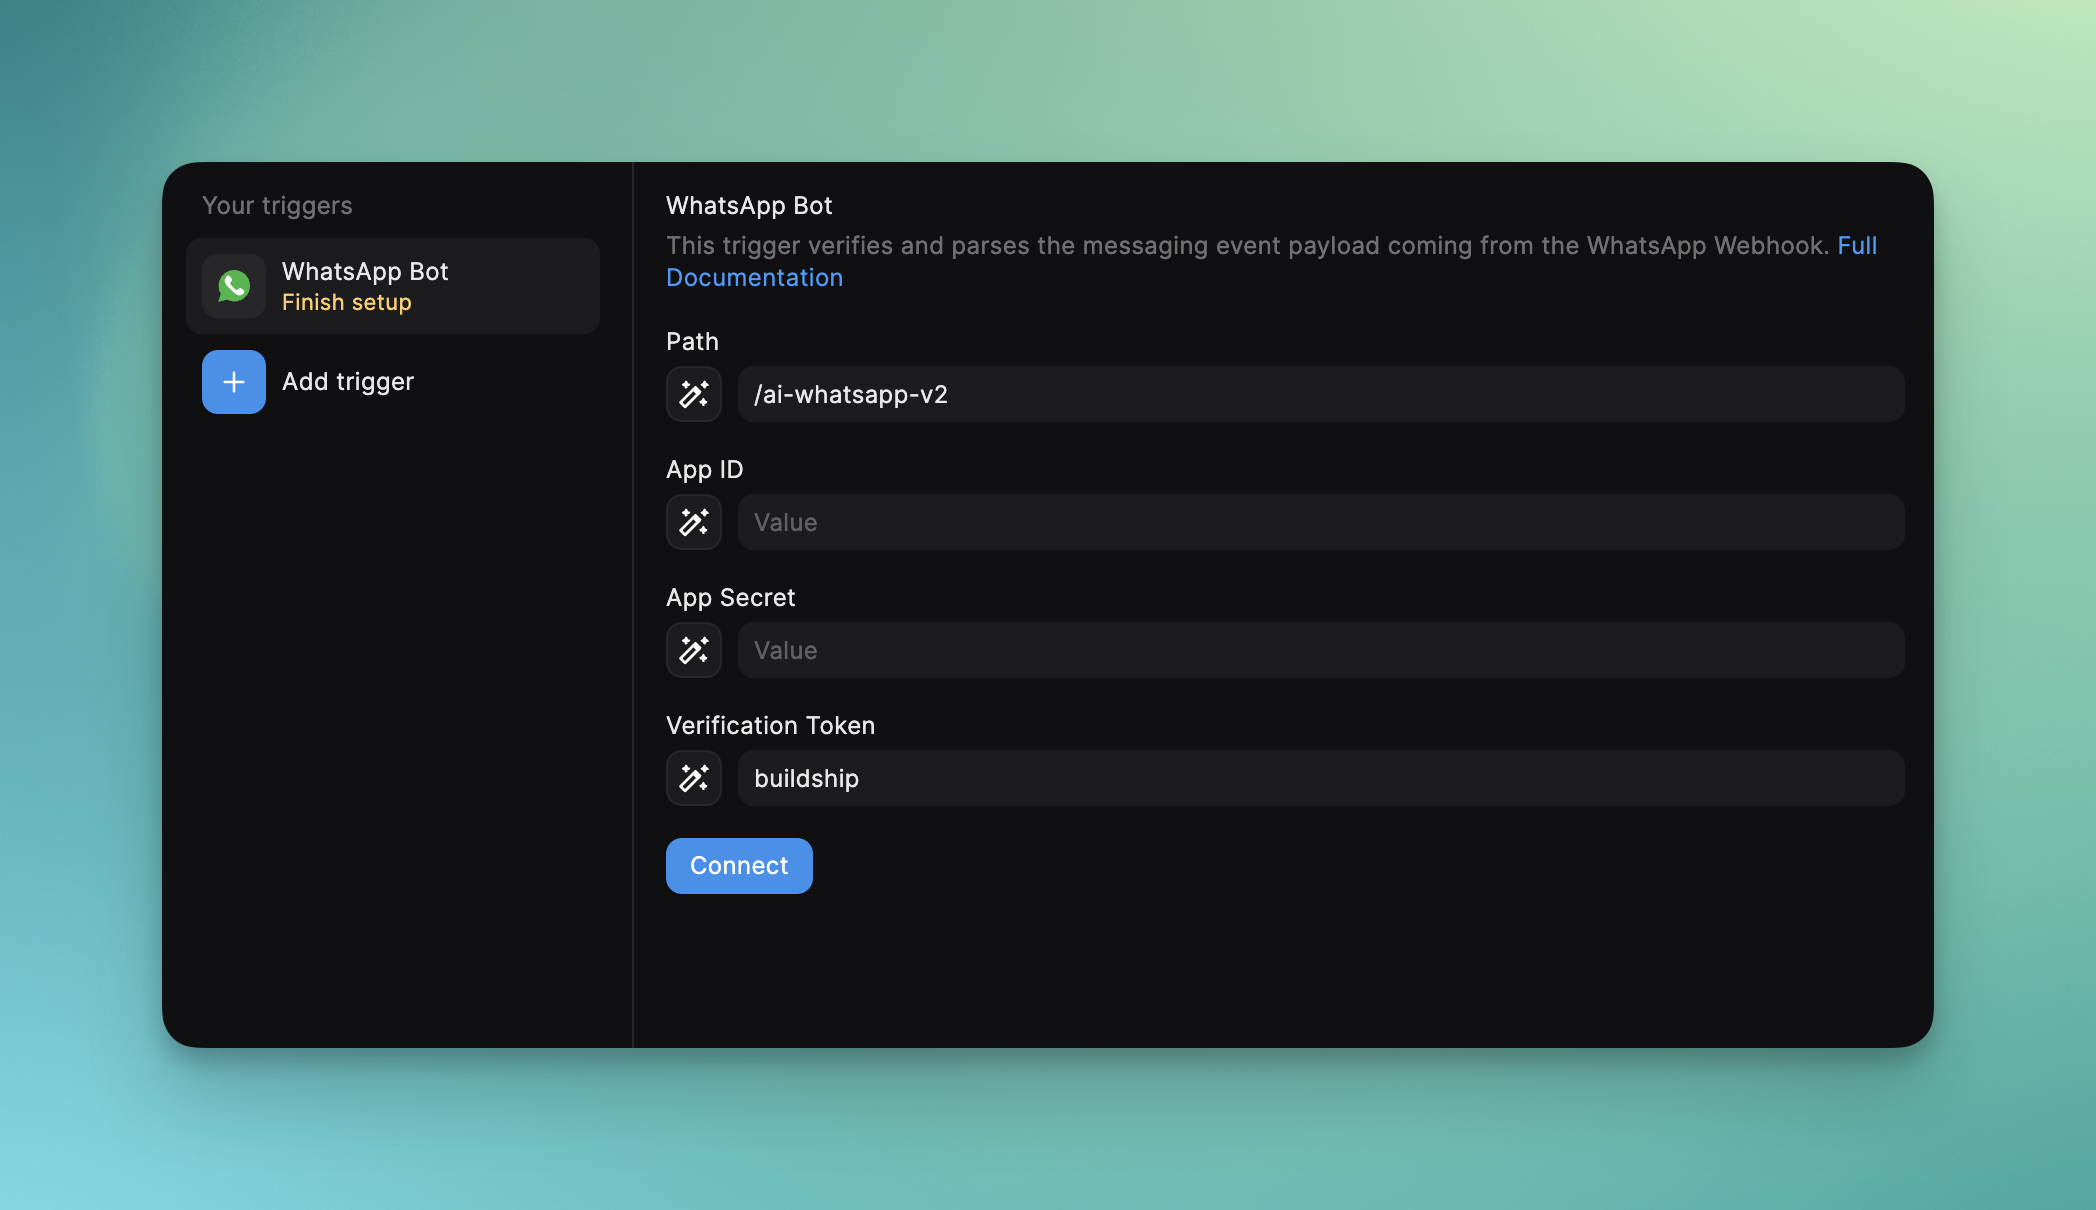 Your triggers
WhatsApp Bot
Finish setup
Add trigger
WhatsApp Bot
This trigger verifies and parses the messaging event payload coming from the WhatsApp Webhook. Full
Documentation
Path
/ai-whatsapp-v2
App ID
Value
App Secret
Value
Verification Token
buildship
Connect